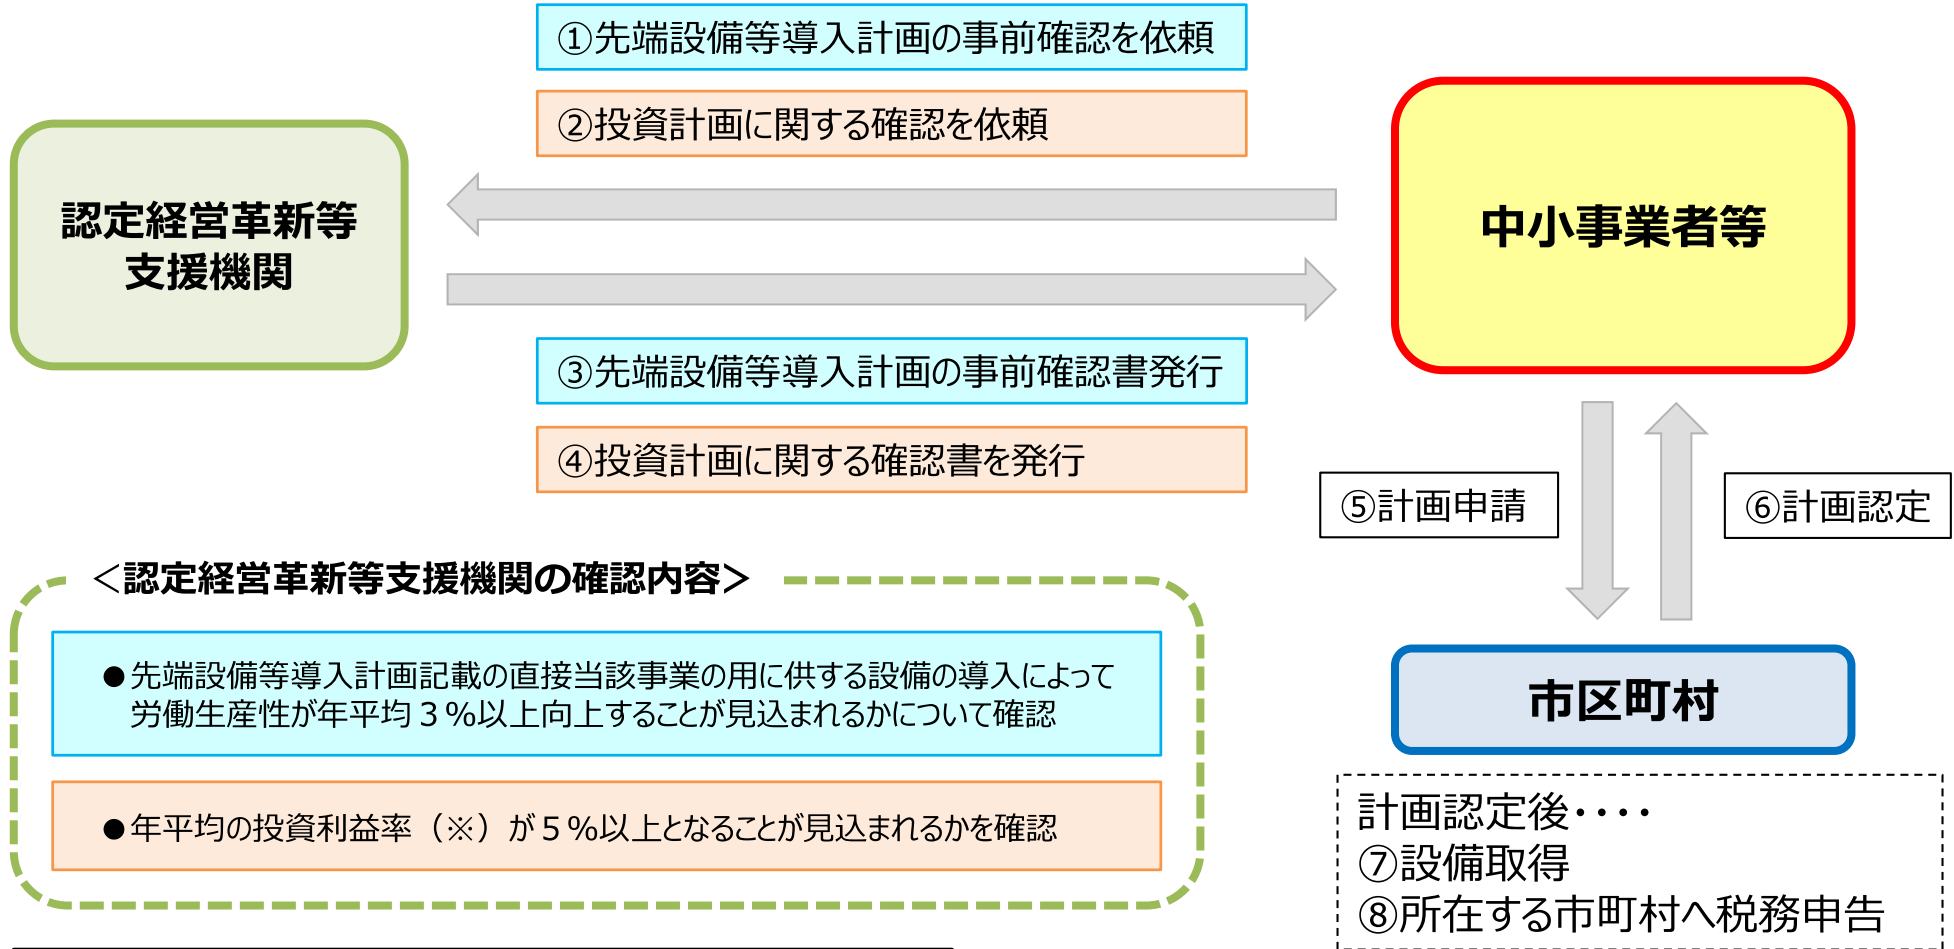 ①先端設備等導入計画の事前確認を依頼
②投資計画に関する確認を依頼
認定経営革新等
支援機関
中小事業者等
③先端設備等導入計画の事前確認書発行
④投資計画に関する確認書を発行
⑤計画申請
⑥計画認定
＜認定経営革新等支援機関の確認内容＞
●先端設備等導入計画記載の直接当該事業の用に供する設備の導入によって
労働生産性が年平均３％以上向上することが見込まれるかについて確認
●年平均の投資利益率（※）が５％以上となることが見込まれるかを確認
市区町村
計画認定後・・・・
⑦設備取得
⑧所在する市町村へ税務申告